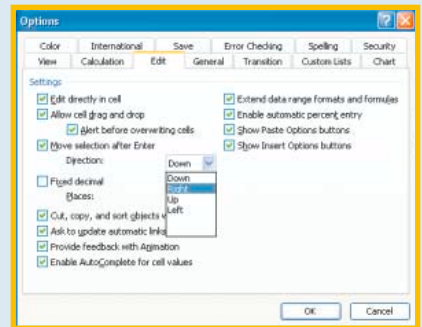 Options
Color International Save Error Checking Spelling Security
View Calculation Edit General Transition Custom Lists Chart
Settings
Edit directly in cell
Allow cell drag and drop
Alert before overwriting cells
Move selection after Enter
Direction: Down
Down
Right
Up
Left
Fixed decimal
Places:
Cut, copy, and sort objects
Ask to update automatic links
Provide feedback with Animation
Enable AutoComplete for cell values
Extend data range formats and formulas
Enable automatic percent entry
Show Paste Options buttons
Show Insert Options buttons
OK Cancel